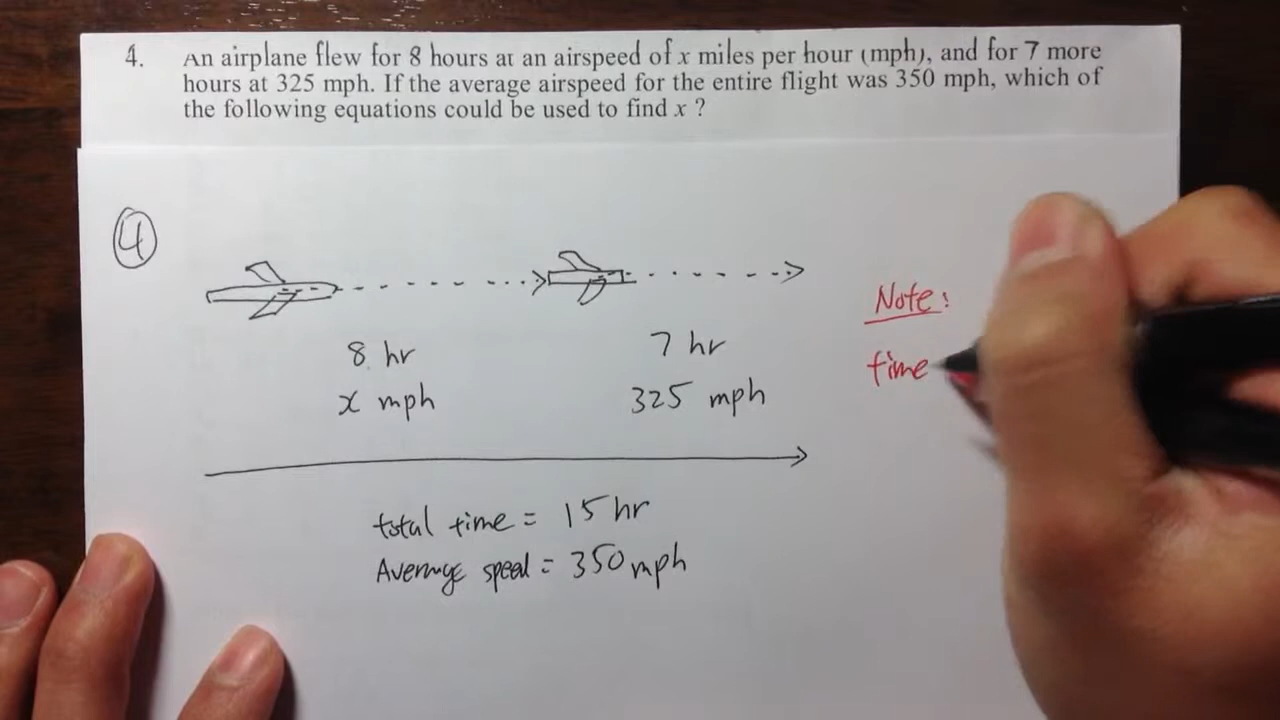 4. An airplane flew for 8 hours at an airspeed of x miles per hour (mph), and for 7 more
hours at 325 mph. If the average airspeed for the entire flight was 350 mph, which of
the following equations could be used to find x ?
4
8 hr
x mph
7 hr
325 mph
total time = 15 hr
Average speed = 350 mph
Note:
time